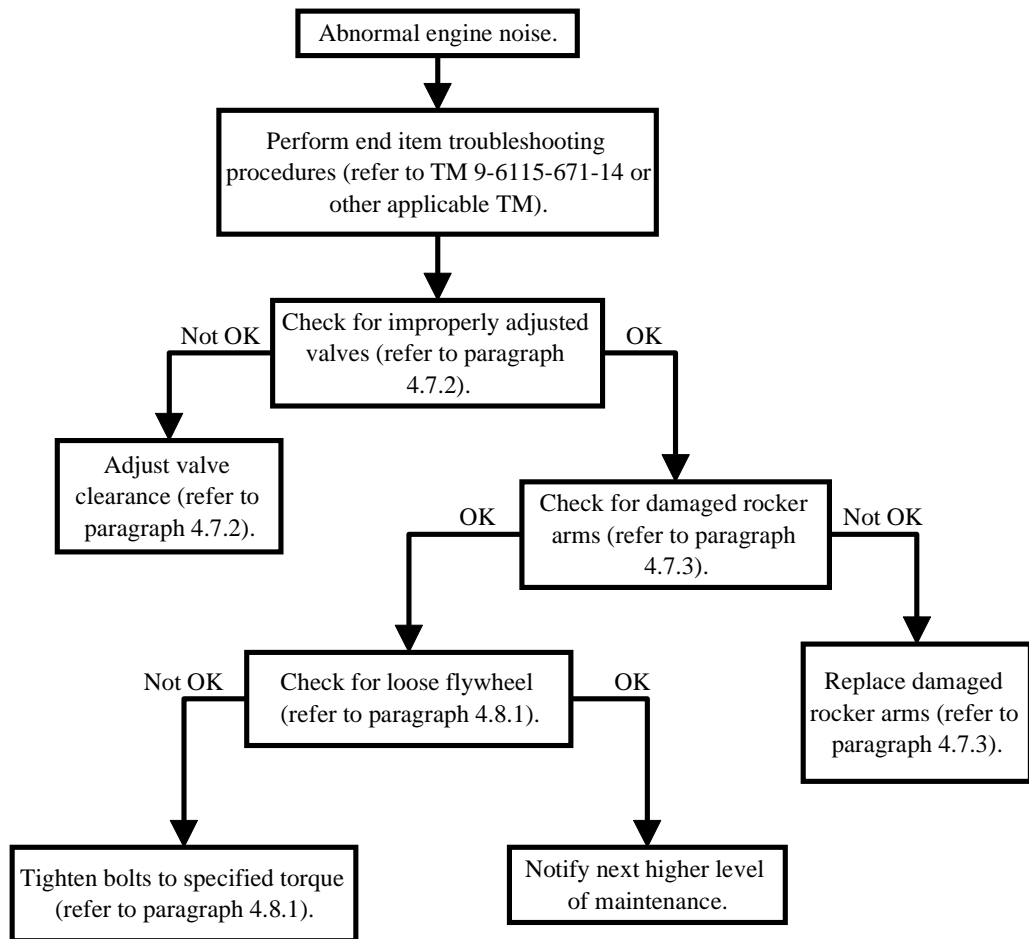 Abnormal engine noise.
Perform end item troubleshooting
procedures (refer to TM 9-6115-671-14 or
other applicable TM).
Not OK
Check for improperly adjusted
valves (refer to paragraph
4.7.2).
OK
Adjust valve
clearance (refer to
paragraph 4.7.2).
OK
Check for damaged rocker
arms (refer to paragraph
4.7.3).
Not OK
Not OK
Check for loose flywheel
(refer to paragraph 4.8.1).
OK
Replace damaged
rocker arms (refer to
paragraph 4.7.3).
Tighten bolts to specified torque
(refer to paragraph 4.8.1).
Notify next higher level
of maintenance.